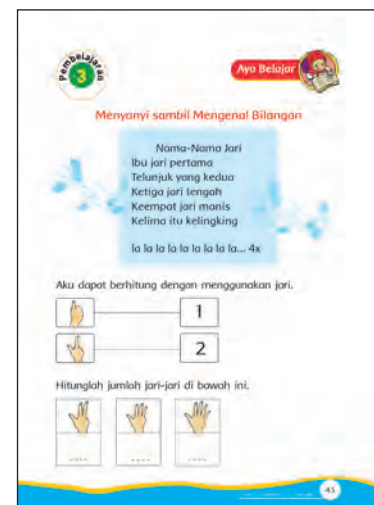 Pembelajaran
3
Ayo Belajar
Menyanyi sambil Mengenal Bilangan
Nama-Nama Jari
Ibu jari pertama
Telunjuk yang kedua
Ketiga jari tengah
Keempat jari manis
Kelima itu kelingking
la la la la la la la la la... 4x
Aku dapat berhitung dengan menggunakan jari.
1
2
Hitunglah jumlah jari-jari di bawah ini.
.... .... ....